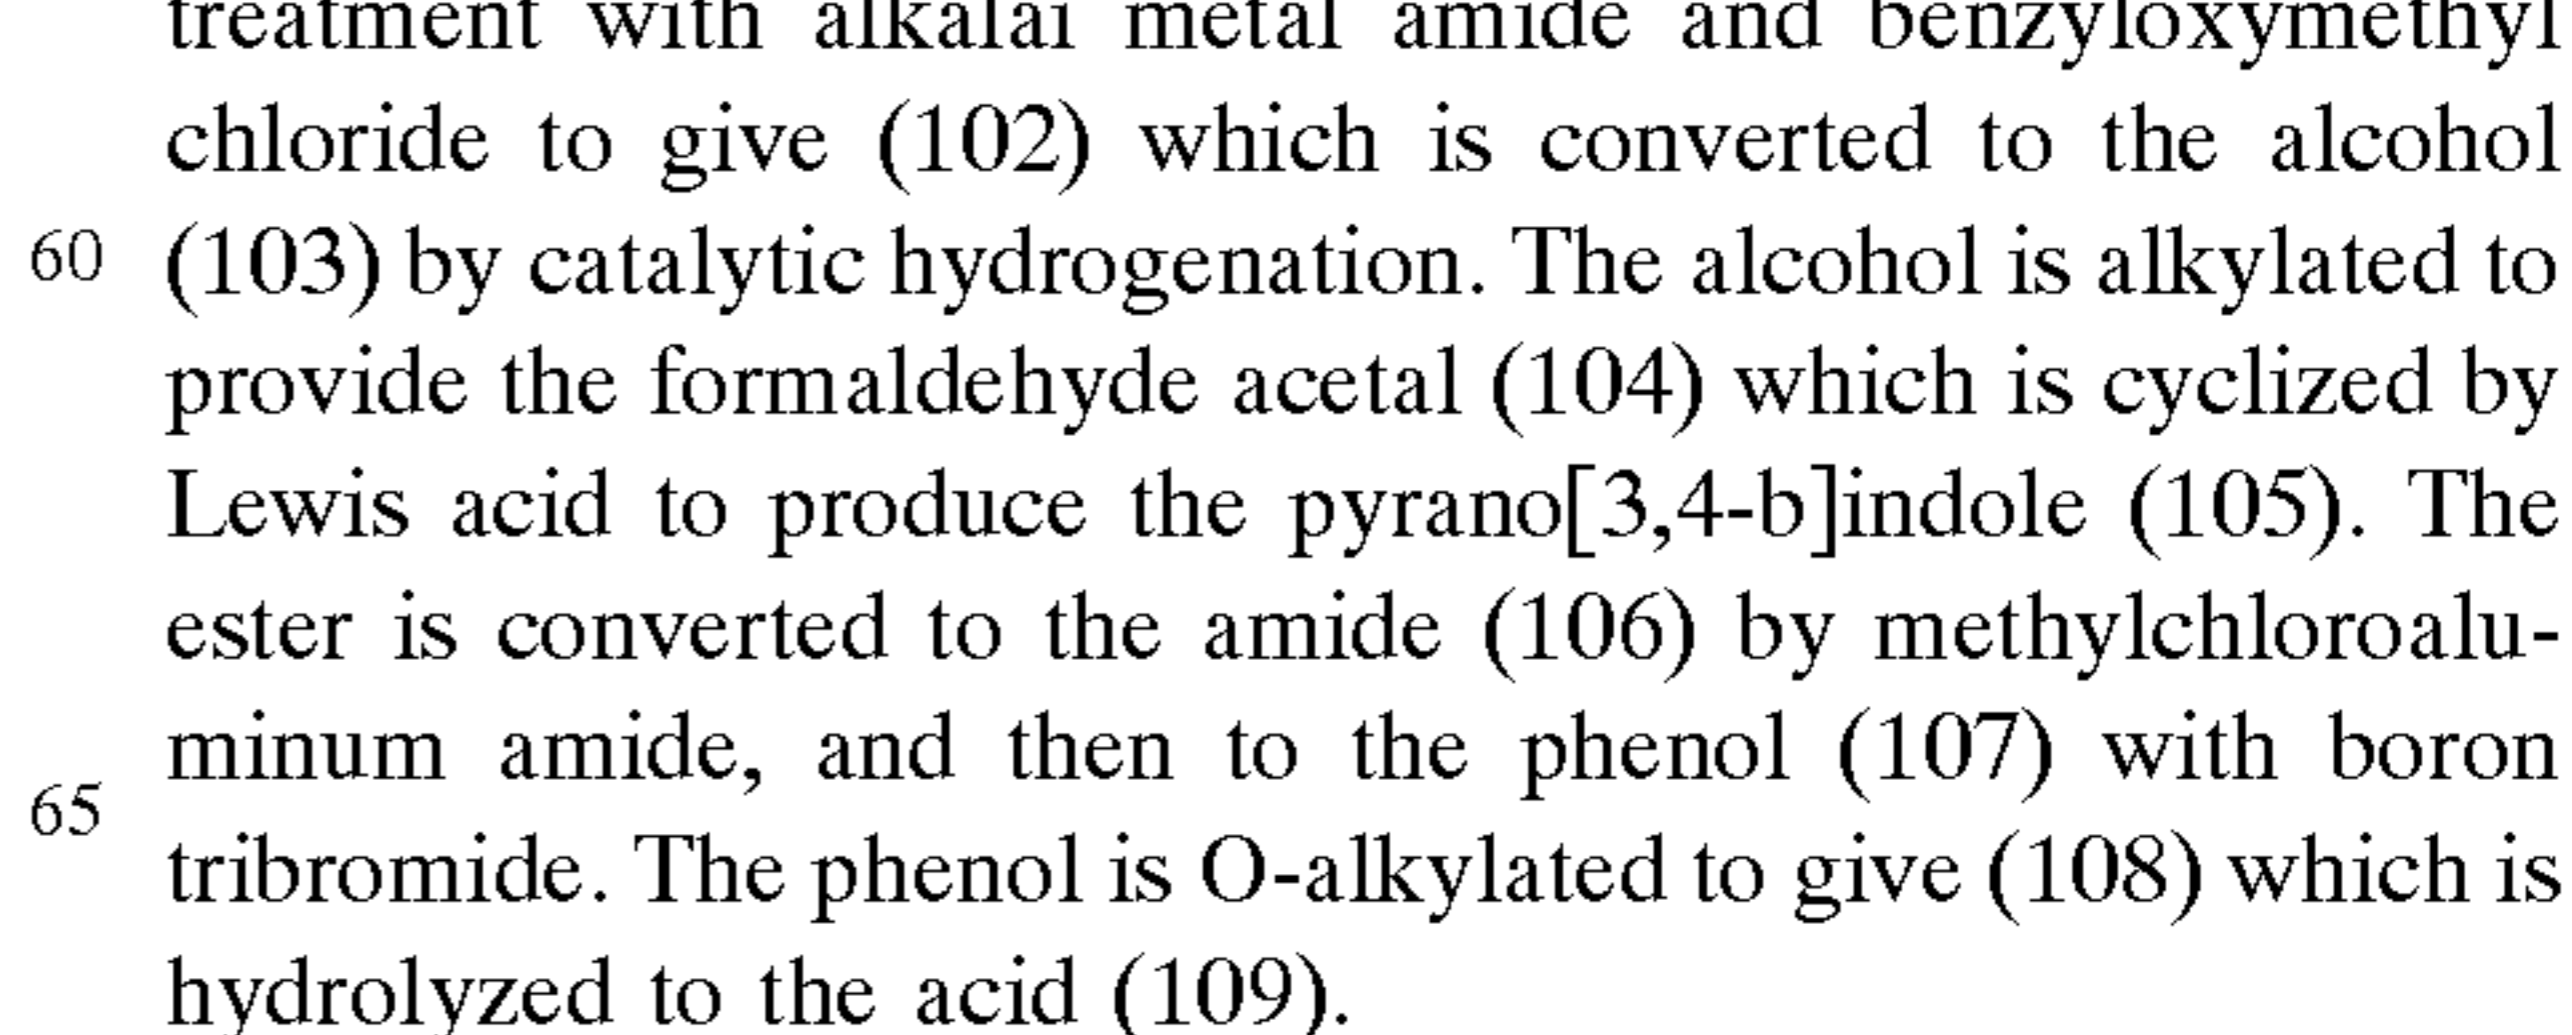 treatment with alkalai metal amide and benzyloxymethyl
chloride to give (102) which is converted to the alcohol
60 (103) by catalytic hydrogenation. The alcohol is alkylated to
provide the formaldehyde acetal (104) which is cyclized by
Lewis acid to produce the pyrano[3,4-b]indole (105). The
ester is converted to the amide (106) by methylchloroalu-
minum amide, and then to the phenol (107) with boron
65
tribromide. The phenol is O-alkylated to give (108) which is
hydrolyzed to the acid (109).